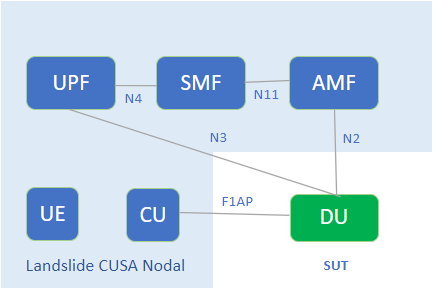 UPF
SMF
AMF
N4
N11
N3
N2
UE
CU
F1AP
DU
Landslide CUSA Nodal
SUT